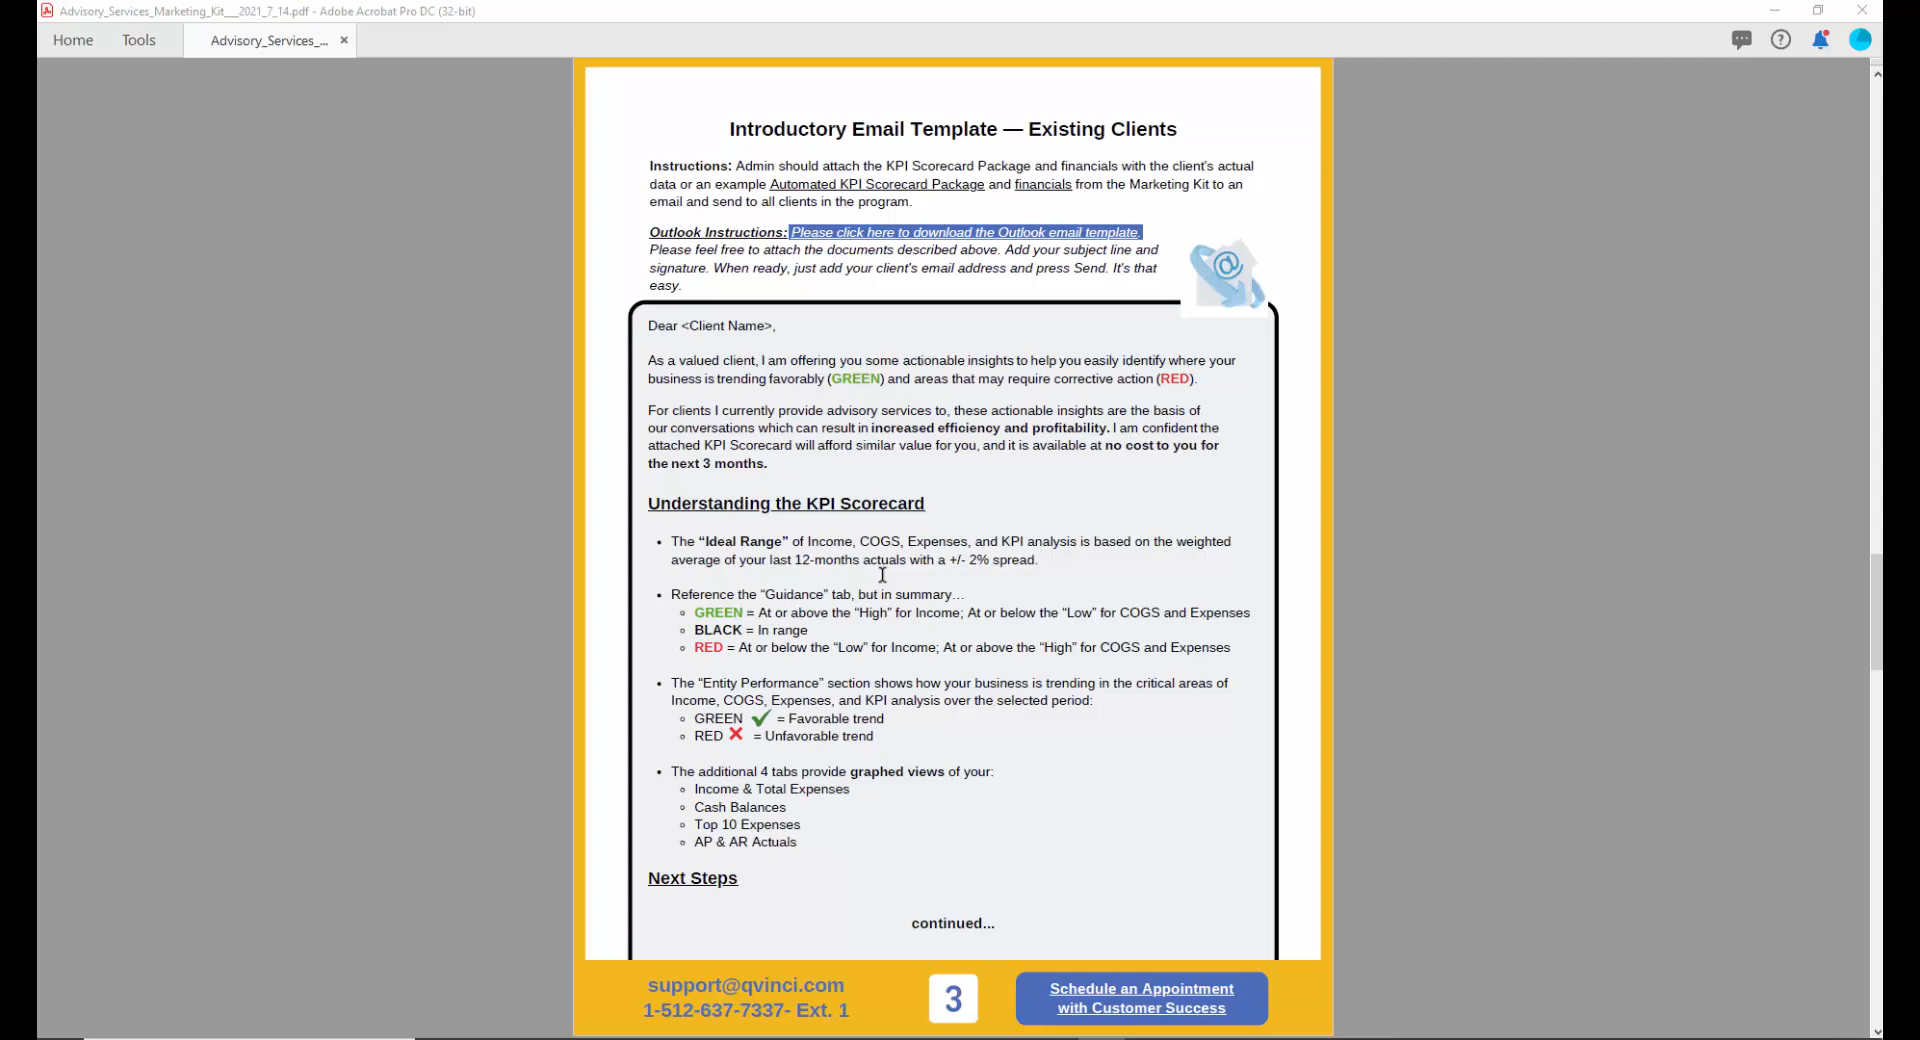 Advisory_Services_Marketing_Kit__2021_7_14.pdf - Adobe Acrobat Pro DC (32-bit)
Home Tools Advisory_Services_... ×
Introductory Email Template — Existing Clients
Instructions: Admin should attach the KPI Scorecard Package and financials with the client's actual
data or an example Automated KPI Scorecard Package and financials from the Marketing Kit to an
email and send to all clients in the program.
Outlook Instructions: Please click here to download the Outlook email template.
Please feel free to attach the documents described above. Add your subject line and
signature. When ready, just add your client's email address and press Send. It's that
easy.
Dear <Client Name>,
As a valued client, I am offering you some actionable insights to help you easily identify where your
business is trending favorably (GREEN) and areas that may require corrective action (RED).
For clients I currently provide advisory services to, these actionable insights are the basis of
our conversations which can result in increased efficiency and profitability. I am confident the
attached KPI Scorecard will afford similar value for you, and it is available at no cost to you for
the next 3 months.
Understanding the KPI Scorecard
• The “Ideal Range” of Income, COGS, Expenses, and KPI analysis is based on the weighted
average of your last 12-months actuals with a +/- 2% spread.
• Reference the “Guidance” tab, but in summary…
◦ GREEN = At or above the “High” for Income; At or below the “Low” for COGS and Expenses
◦ BLACK = In range
◦ RED = At or below the “Low” for Income; At or above the “High” for COGS and Expenses
• The “Entity Performance” section shows how your business is trending in the critical areas of
Income, COGS, Expenses, and KPI analysis over the selected period:
◦ GREEN ✔ = Favorable trend
◦ RED ✕ = Unfavorable trend
• The additional 4 tabs provide graphed views of your:
◦ Income & Total Expenses
◦ Cash Balances
◦ Top 10 Expenses
◦ AP & AR Actuals
Next Steps
continued...
support@qvinci.com
1-512-637-7337- Ext. 1
3
Schedule an Appointment
with Customer Success